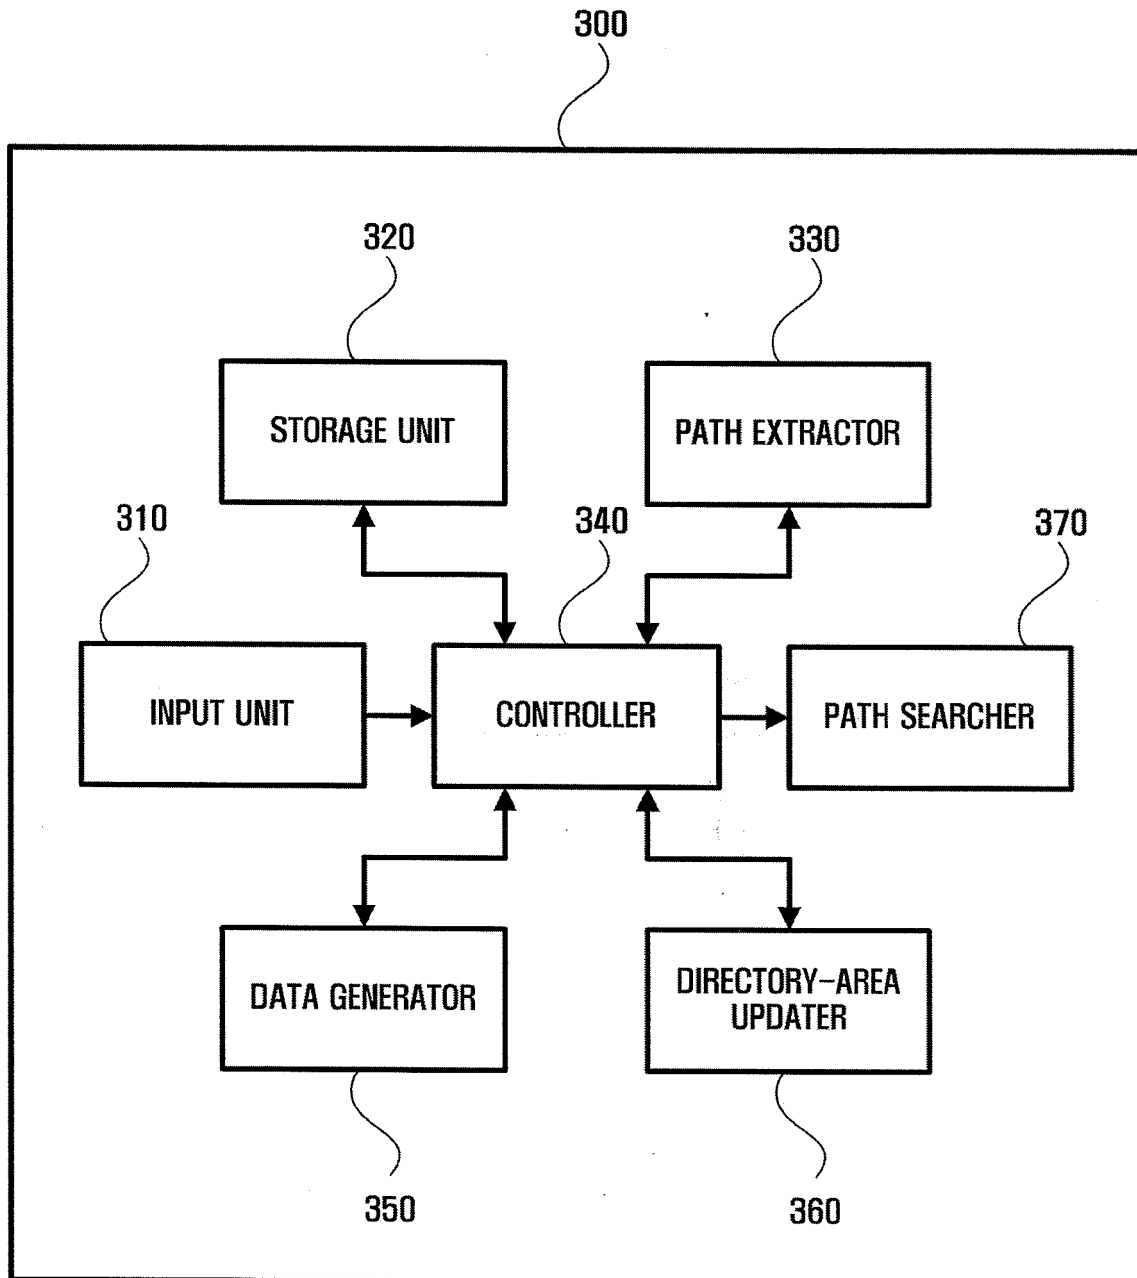 300
320
330
STORAGE UNIT
PATH EXTRACTOR
310
340
370
INPUT UNIT
CONTROLLER
PATH SEARCHER
DATA GENERATOR
DIRECTORY-AREA
UPDATER
350
360